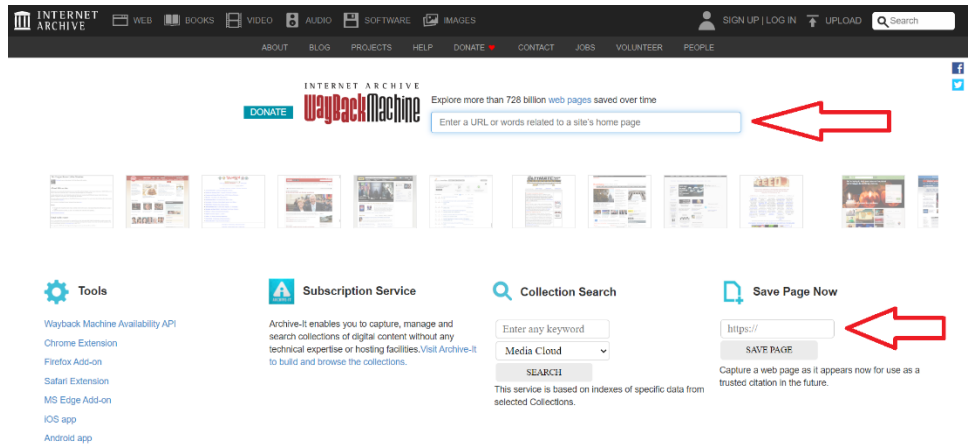 INTERNET ARCHIVE
WEB BOOKS VIDEO AUDIO SOFTWARE IMAGES
SIGN UP | LOG IN UPLOAD Search
ABOUT BLOG PROJECTS HELP DONATE CONTACT JOBS VOLUNTEER PEOPLE
INTERNET ARCHIVE
WayBackMachine
DONATE
Explore more than 728 billion web pages saved over time
Enter a URL or words related to a site's home page
Tools
Wayback Machine Availability API
Chrome Extension
Firefox Add-on
Safari Extension
MS Edge Add-on
iOS app
Android app
Subscription Service
Archive-It enables you to capture, manage and
search collections of digital content without any
technical expertise or hosting facilities.Visit Archive-It
to build and browse the collections.
Collection Search
Enter any keyword
Media Cloud
SEARCH
This service is based on indexes of specific data from
selected Collections.
Save Page Now
https://
SAVE PAGE
Capture a web page as it appears now for use as a
trusted citation in the future.